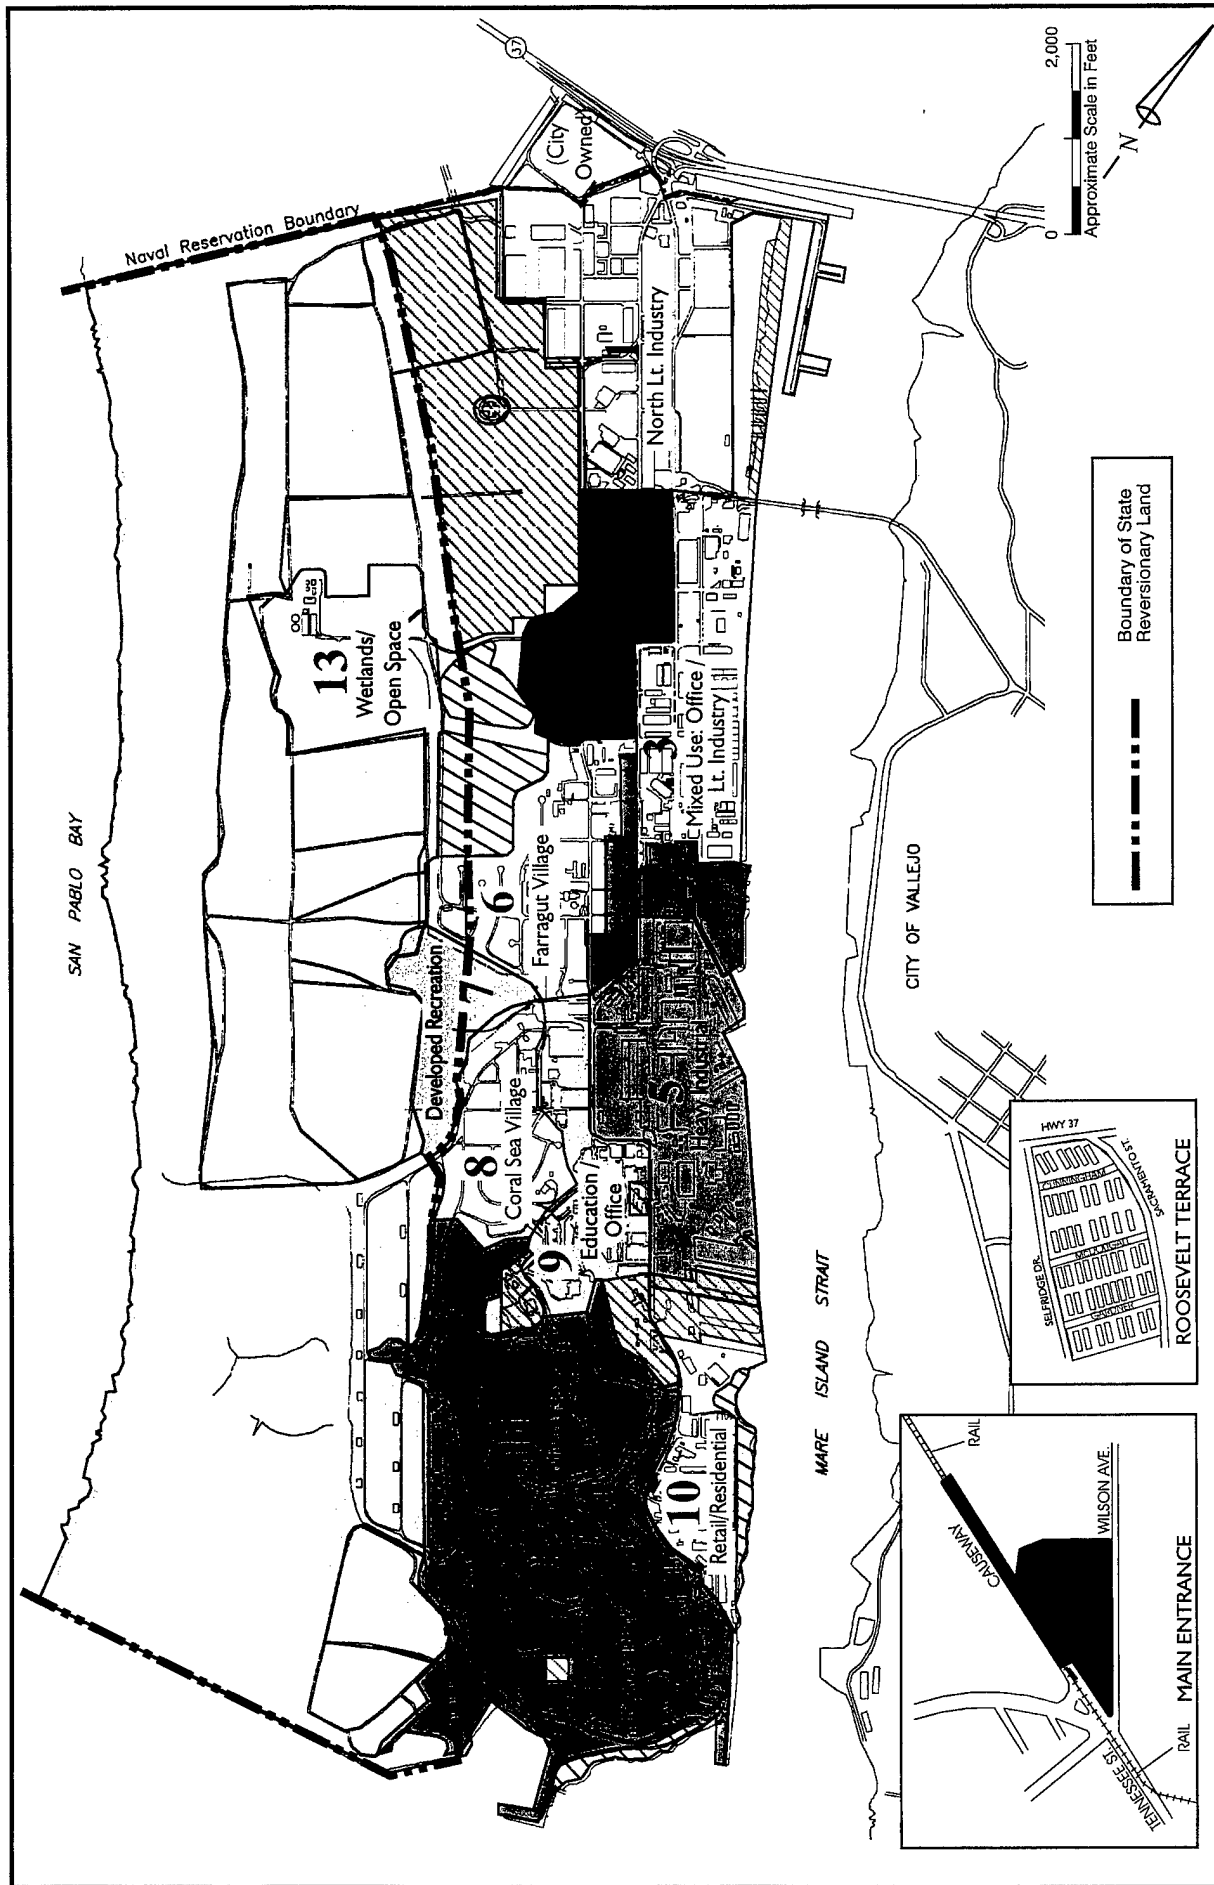 SAN PABLO BAY
Naval Reservation Boundary
37
(City
Owned)
13
Wetlands/
Open Space
North Lt. Industry
3
Mixed Use: Office /
Lt. Industry
6
Farragut Village
Developed Recreation
7
8
Coral Sea Village
5
Heavy Industrial
9
Education /
Office
10
Retail/Residential
MARE ISLAND STRAIT
CITY OF VALLEJO
0 2,000
Approximate Scale in Feet
N
Boundary of State
Reversionary Land
HWY 37
SELFRIDGE DR.
CUNNINGHAM
SACRAMENTO ST.
ROOSEVELT TERRACE
RAIL
CAUSEWAY
WILSON AVE.
TENNESSEE ST.
RAIL
MAIN ENTRANCE